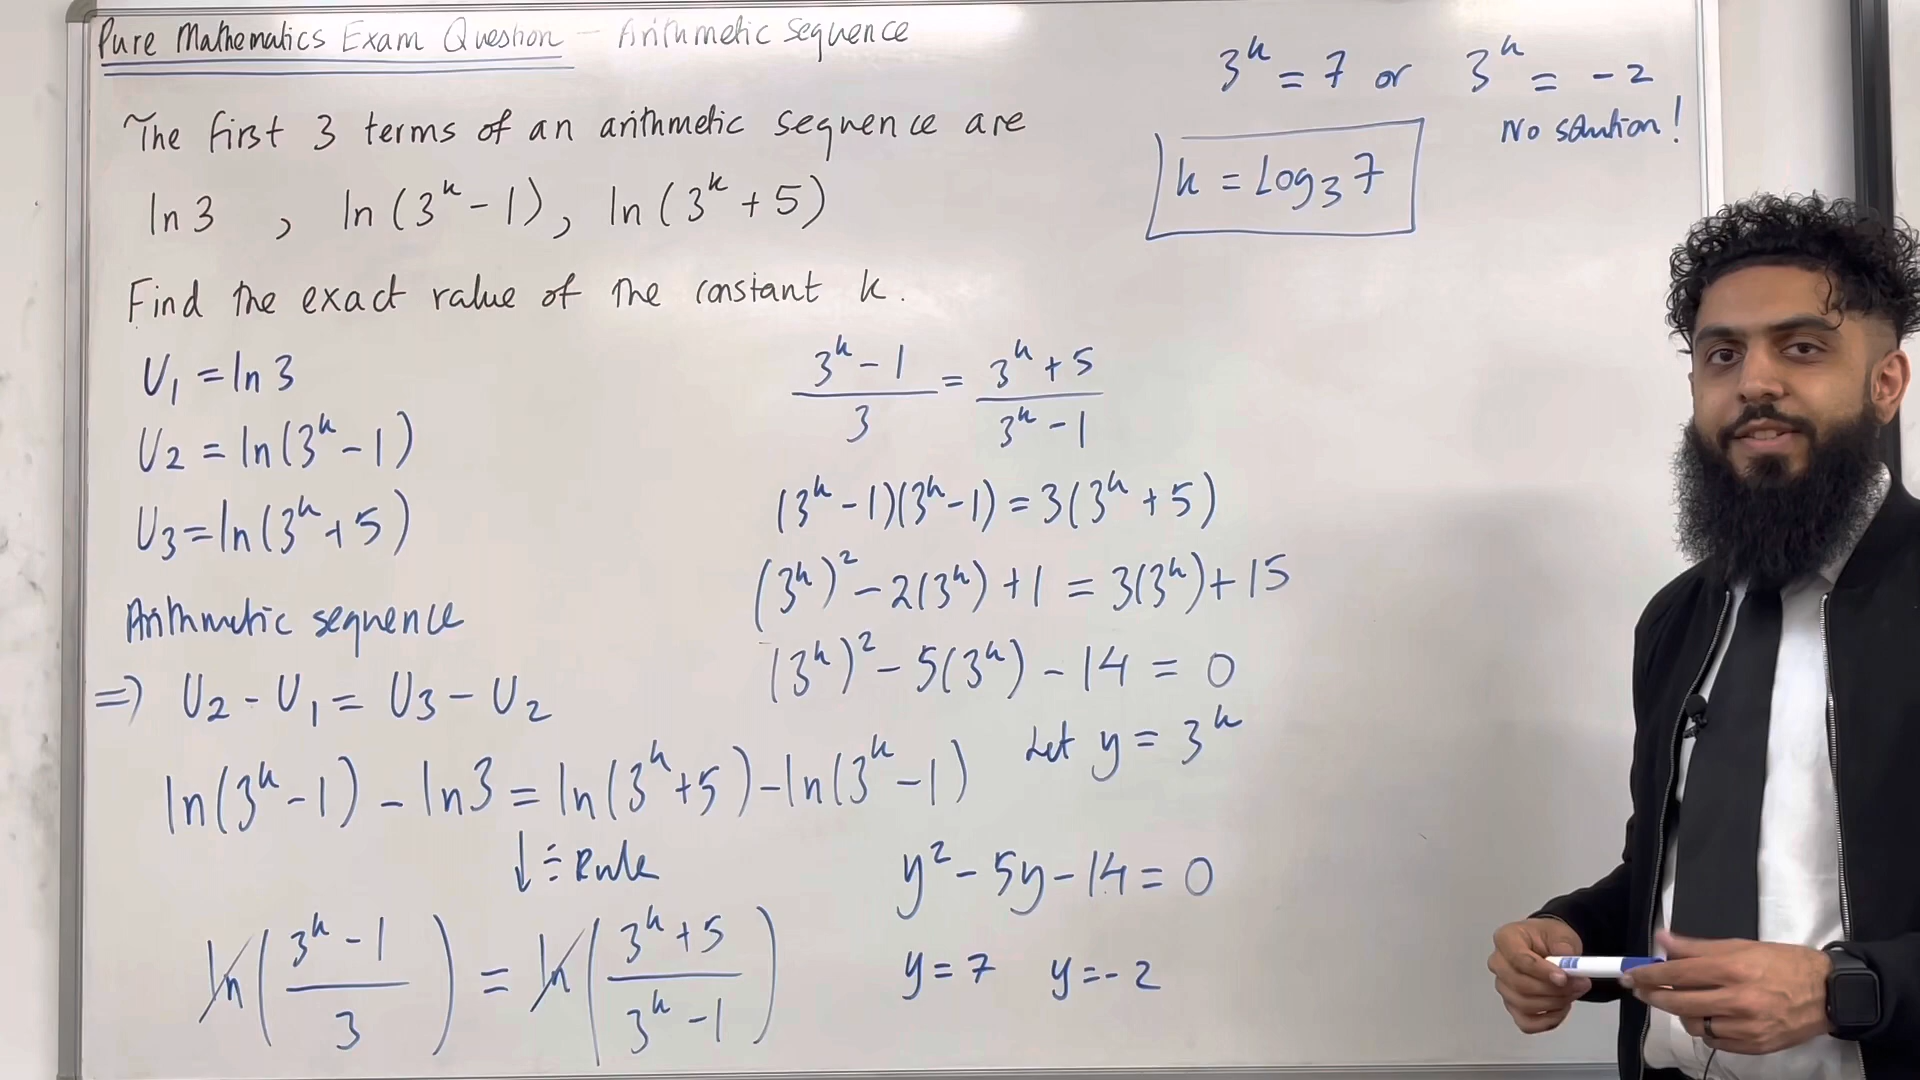 Pure Mathematics Exam Question - Arithmetic Sequence
The first 3 terms of an arithmetic sequence are
ln 3 , ln (3^k - 1), ln (3^k + 5)
Find the exact value of the constant k.
U₁ = ln 3
U₂ = ln(3^k - 1)
U₃ = ln(3^k + 5)
Arithmetic sequence
=> U₂ - U₁ = U₃ - U₂
ln(3^k - 1) - ln 3 = ln(3^k + 5) - ln(3^k - 1)
↓ ÷ Rule
ln((3^k - 1)/3) = ln((3^k + 5)/(3^k - 1))
(3^k - 1)/3 = (3^k + 5)/(3^k - 1)
(3^k - 1)(3^k - 1) = 3(3^k + 5)
(3^k)² - 2(3^k) + 1 = 3(3^k) + 15
(3^k)² - 5(3^k) - 14 = 0
Let y = 3^k
y² - 5y - 14 = 0
y = 7 y = -2
3^k = 7 or 3^k = -2
No solution!
k = Log₃ 7